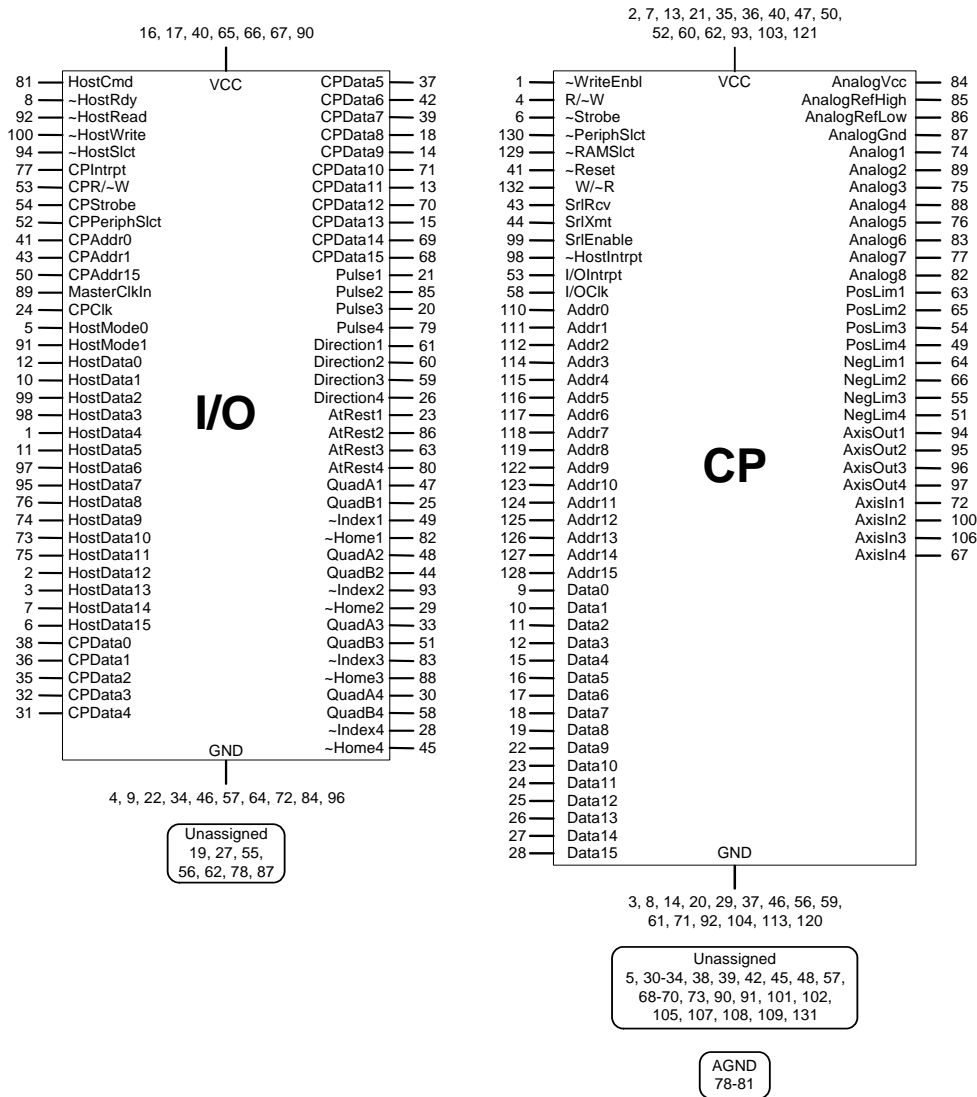 16, 17, 40, 65, 66, 67, 90
VCC
81 HostCmd
8 ~HostRdy
92 ~HostRead
100 ~HostWrite
94 ~HostSlct
77 CPIntrpt
53 CPR/~W
54 CPStrobe
52 CPPeriphSlct
41 CPAddr0
43 CPAddr1
50 CPAddr15
89 MasterClkIn
24 CPClk
5 HostMode0
91 HostMode1
12 HostData0
10 HostData1
99 HostData2
98 HostData3
1 HostData4
11 HostData5
97 HostData6
95 HostData7
76 HostData8
74 HostData9
73 HostData10
75 HostData11
2 HostData12
3 HostData13
7 HostData14
6 HostData15
38 CPData0
36 CPData1
35 CPData2
32 CPData3
31 CPData4
I/O
CPData5 37
CPData6 42
CPData7 39
CPData8 18
CPData9 14
CPData10 71
CPData11 13
CPData12 70
CPData13 15
CPData14 69
CPData15 68
Pulse1 21
Pulse2 85
Pulse3 20
Pulse4 79
Direction1 61
Direction2 60
Direction3 59
Direction4 26
AtRest1 23
AtRest2 86
AtRest3 63
AtRest4 80
QuadA1 47
QuadB1 25
~Index1 49
~Home1 82
QuadA2 48
QuadB2 44
~Index2 93
~Home2 29
QuadA3 33
QuadB3 51
~Index3 83
~Home3 88
QuadA4 30
QuadB4 58
~Index4 28
~Home4 45
GND
4, 9, 22, 34, 46, 57, 64, 72, 84, 96
Unassigned
19, 27, 55,
56, 62, 78, 87
2, 7, 13, 21, 35, 36, 40, 47, 50,
52, 60, 62, 93, 103, 121
VCC
1 ~WriteEnbl
4 R/~W
6 ~Strobe
130 ~PeriphSlct
129 ~RAMSlct
41 ~Reset
132 W/~R
43 SrlRcv
44 SrlXmt
99 SrlEnable
98 ~HostIntrpt
53 I/OIntrpt
58 I/OClk
110 Addr0
111 Addr1
112 Addr2
114 Addr3
115 Addr4
116 Addr5
117 Addr6
118 Addr7
119 Addr8
122 Addr9
123 Addr10
124 Addr11
125 Addr12
126 Addr13
127 Addr14
128 Addr15
9 Data0
10 Data1
11 Data2
12 Data3
15 Data4
16 Data5
17 Data6
18 Data7
19 Data8
22 Data9
23 Data10
24 Data11
25 Data12
26 Data13
27 Data14
28 Data15
CP
AnalogVcc 84
AnalogRefHigh 85
AnalogRefLow 86
AnalogGnd 87
Analog1 74
Analog2 89
Analog3 75
Analog4 88
Analog5 76
Analog6 83
Analog7 77
Analog8 82
PosLim1 63
PosLim2 65
PosLim3 54
PosLim4 49
NegLim1 64
NegLim2 66
NegLim3 55
NegLim4 51
AxisOut1 94
AxisOut2 95
AxisOut3 96
AxisOut4 97
AxisIn1 72
AxisIn2 100
AxisIn3 106
AxisIn4 67
GND
3, 8, 14, 20, 29, 37, 46, 56, 59,
61, 71, 92, 104, 113, 120
Unassigned
5, 30-34, 38, 39, 42, 45, 48, 57,
68-70, 73, 90, 91, 101, 102,
105, 107, 108, 109, 131
AGND
78-81